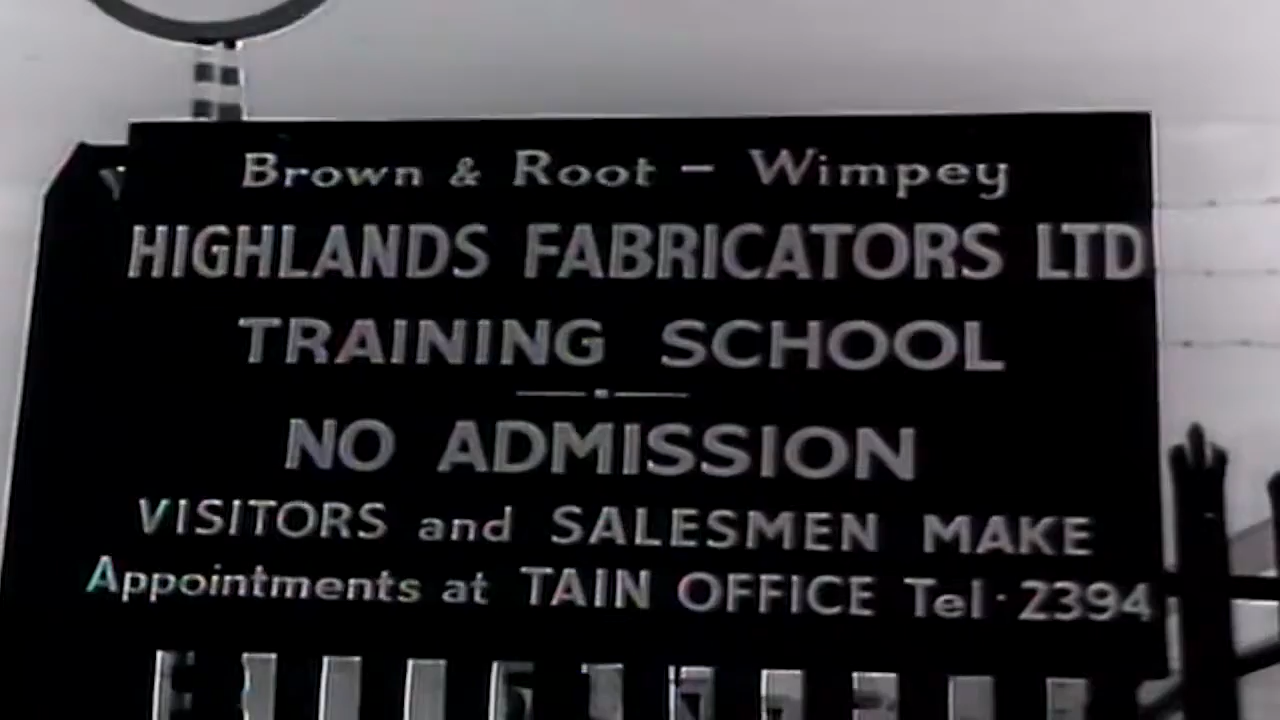 Brown & Root - Wimpey
HIGHLANDS FABRICATORS LTD
TRAINING SCHOOL
NO ADMISSION
VISITORS and SALESMEN MAKE
Appointments at TAIN OFFICE Tel· 2394